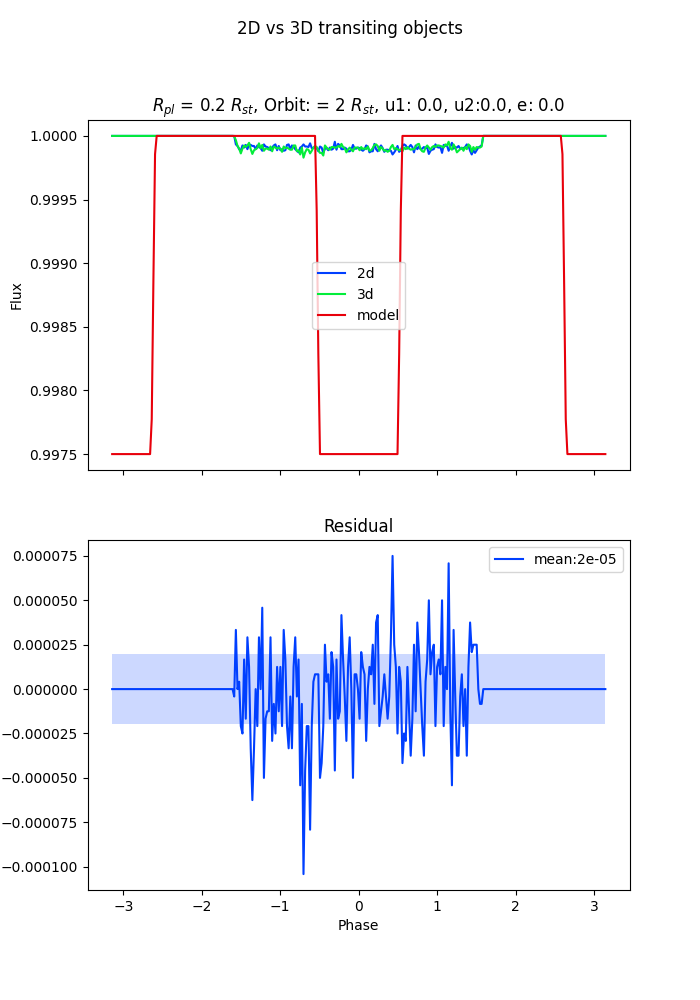 2D vs 3D transiting objects
R_pl = 0.2 R_st, Orbit: = 2 R_st, u1: 0.0, u2:0.0, e: 0.0
1.0000
0.9995
0.9990
0.9985
0.9980
0.9975
Flux
2d
3d
model
Residual
mean:2e-05
0.000075
0.000050
0.000025
0.000000
−0.000025
−0.000050
−0.000075
−0.000100
−3 −2 −1 0 1 2 3
Phase